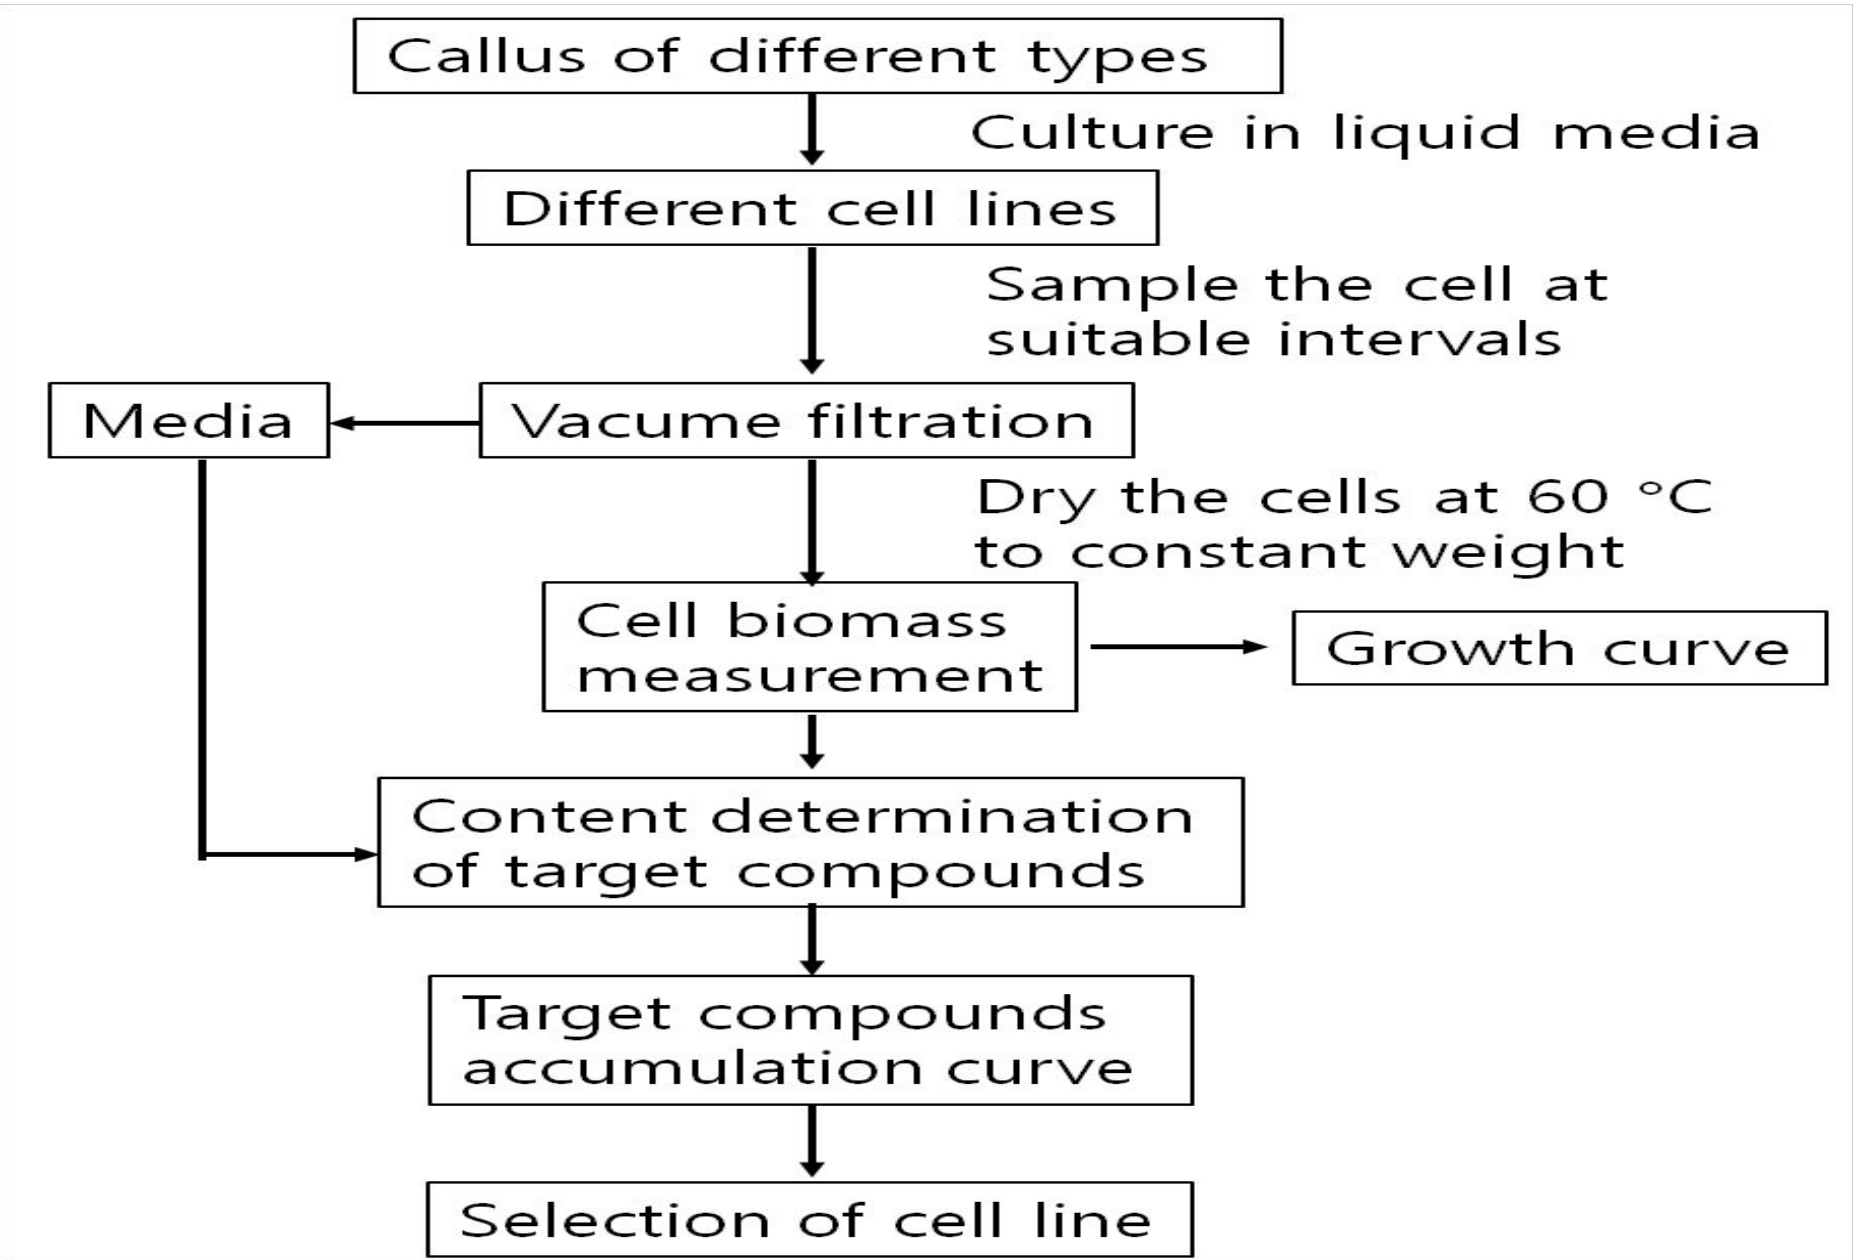 Callus of different types
Culture in liquid media
Different cell lines
Sample the cell at
suitable intervals
Media
Vacume filtration
Dry the cells at 60 °C
to constant weight
Cell biomass
measurement
Growth curve
Content determination
of target compounds
Target compounds
accumulation curve
Selection of cell line